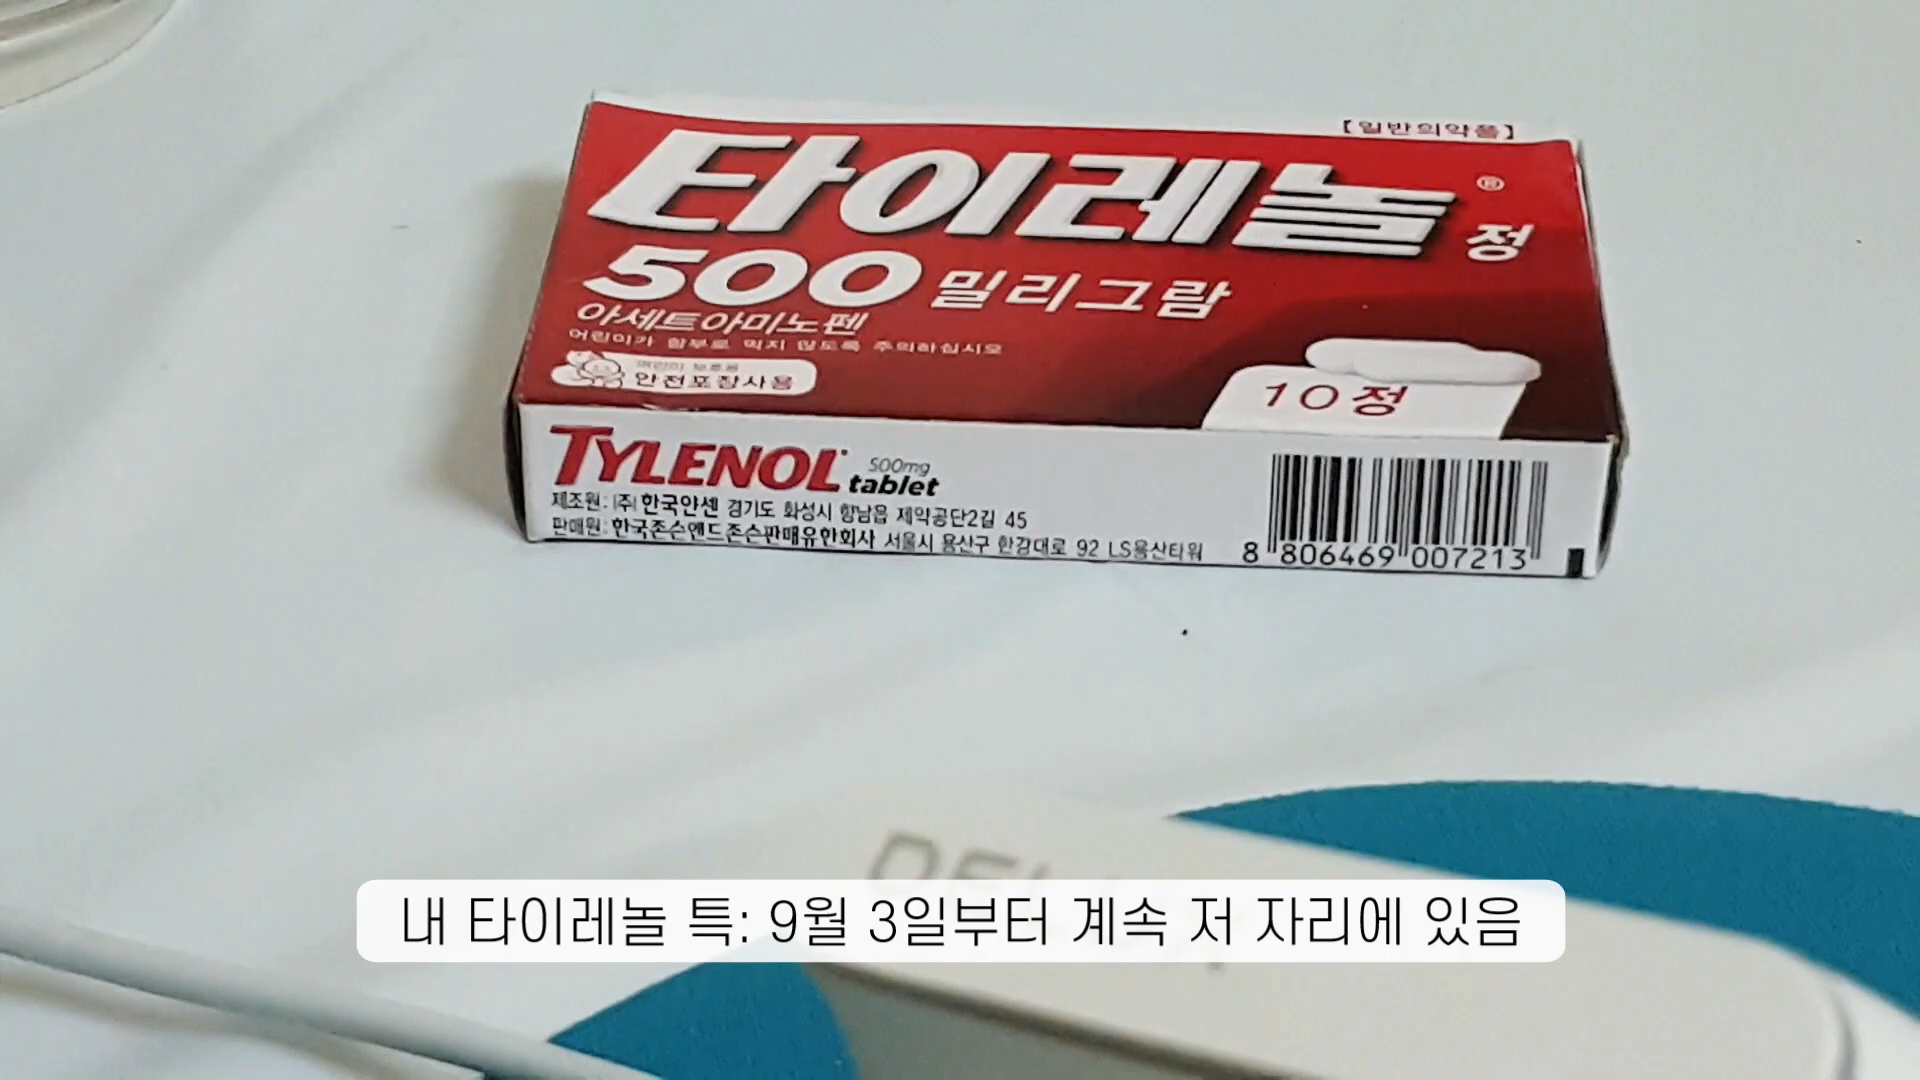 【일반의약품】
타이레놀® 정
500 밀리그람
아세트아미노펜
어린이가 함부로 먹지 않도록 주의하십시오
어린이 보호용
안전포장사용
10정
TYLENOL 500mg tablet
제조원: (주)한국얀센 경기도 화성시 향남읍 제약공단2길 45
판매원: 한국존슨앤드존슨판매유한회사 서울시 용산구 한강대로 92 LS용산타워
8 806469 007213
내 타이레놀 특: 9월 3일부터 계속 저 자리에 있음